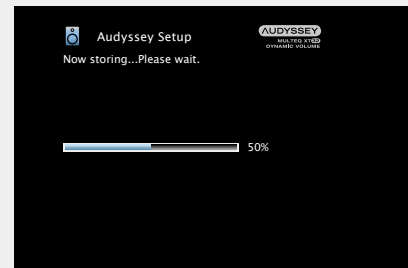 Audyssey Setup
AUDYSSEY
MULTEQ XT32
DYNAMIC VOLUME
Now storing...Please wait.
50%